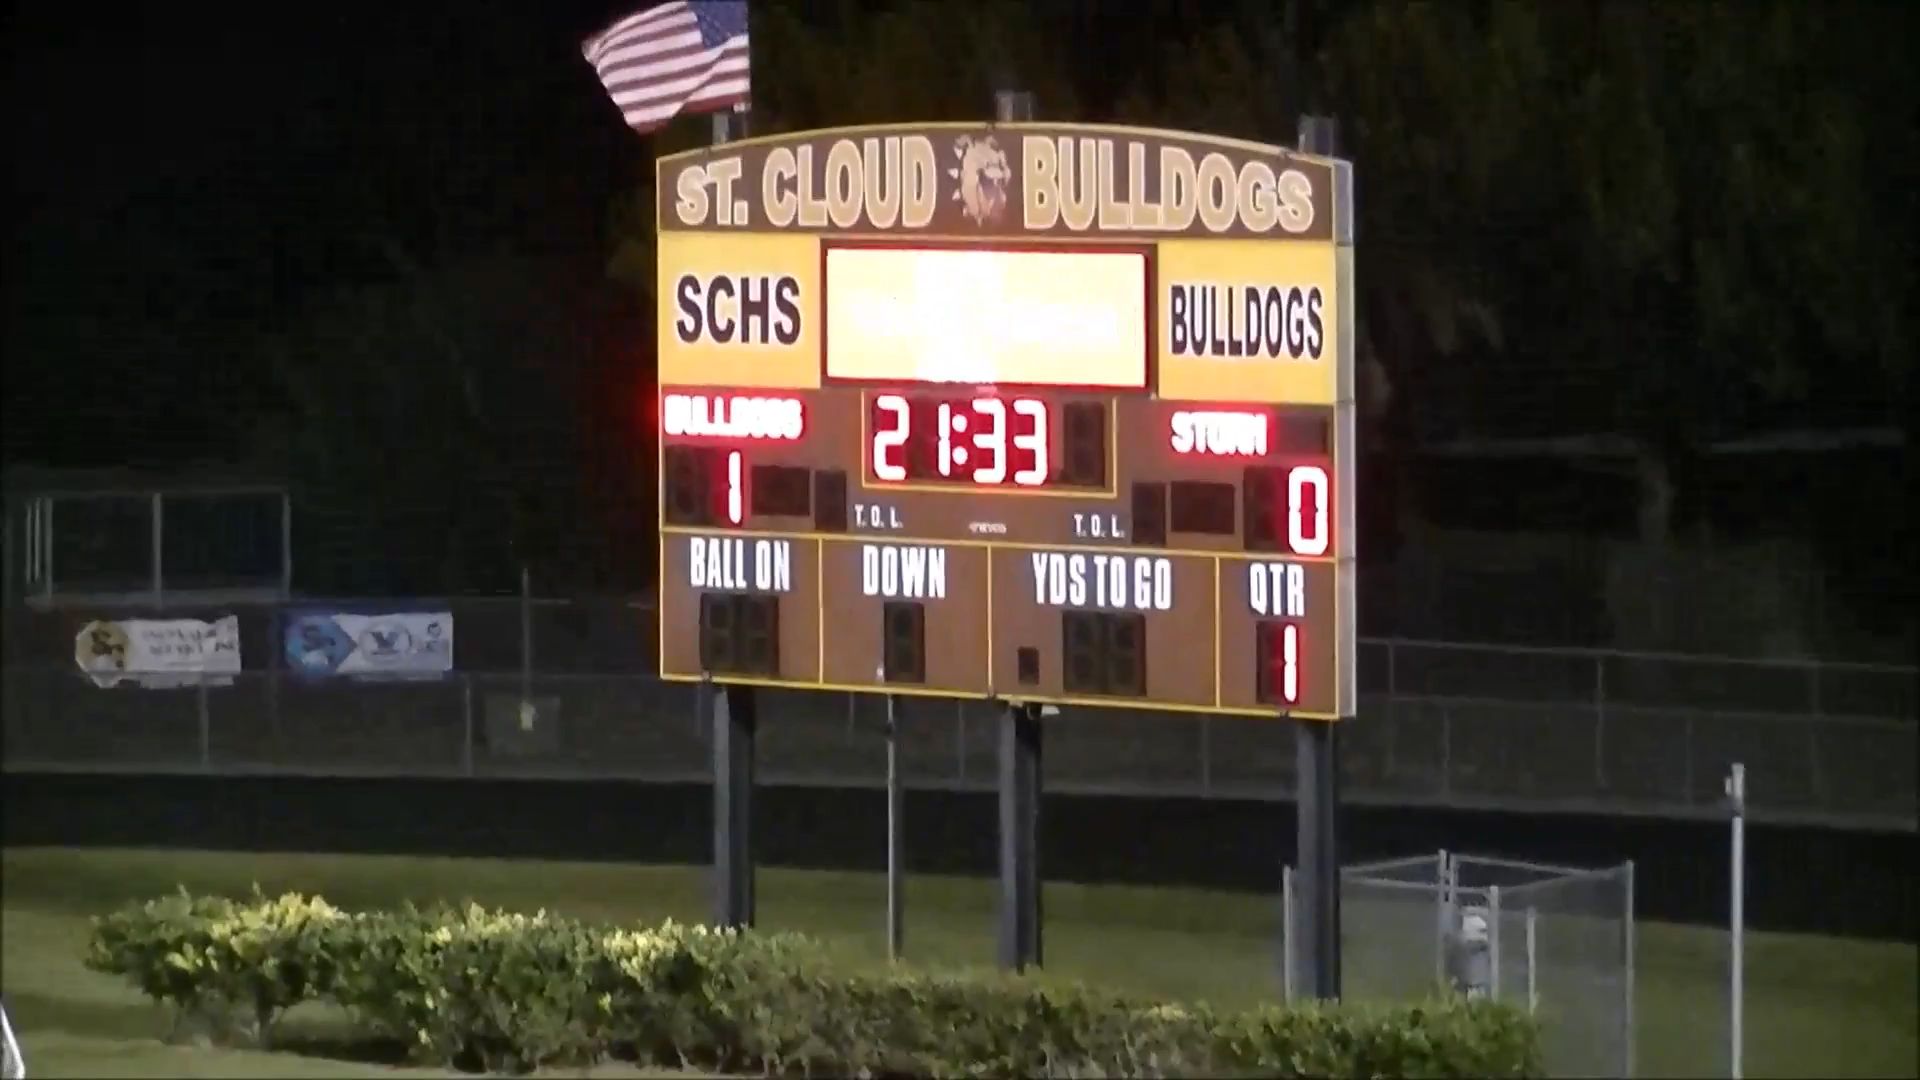 ST. CLOUD BULLDOGS
SCHS
BULLDOGS
BULLDOGS
21:33
STORM
1
0
T. O. L.
T. O. L.
BALL ON
DOWN
YDS TO GO
QTR
1